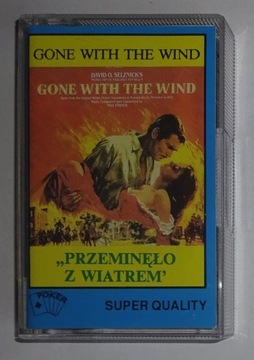 GONE WITH THE WIND
DAVID O. SELZNICK'S
GONE WITH THE WIND
„PRZEMINĘŁO
Z WIATREM'
POKER
SUPER QUALITY